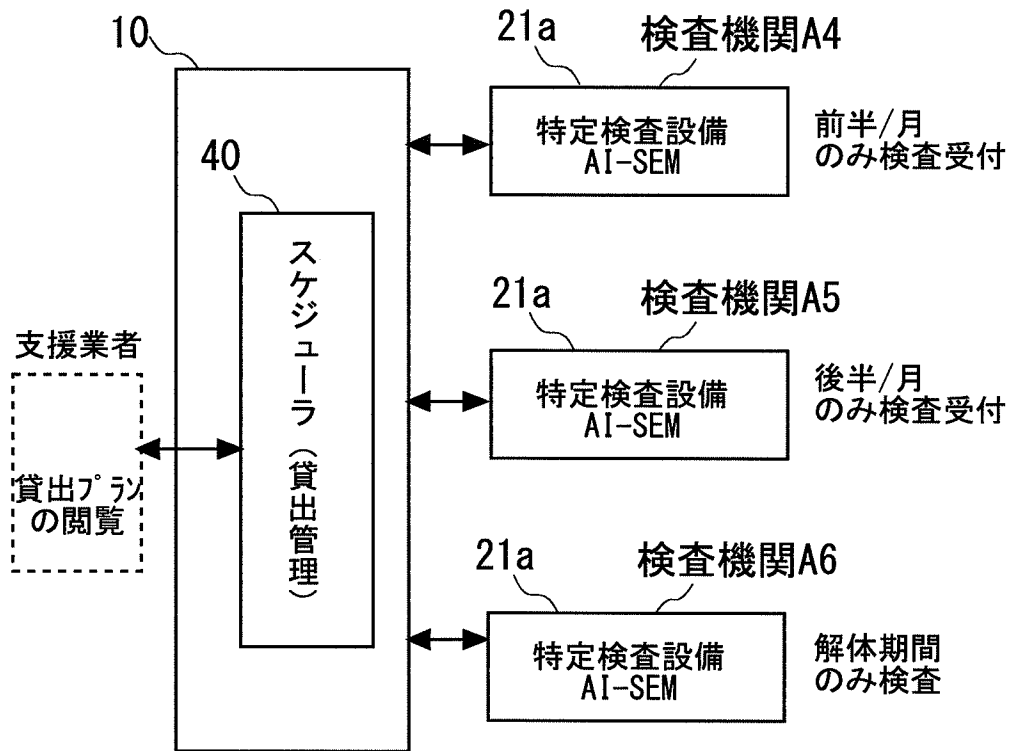 10
40
スケジューラ(貸出管理)
支援業者
貸出プラン
の閲覧
21a
検査機関A4
特定検査設備
AI-SEM
前半/月
のみ検査受付
21a
検査機関A5
特定検査設備
AI-SEM
後半/月
のみ検査受付
21a
検査機関A6
特定検査設備
AI-SEM
解体期間
のみ検査